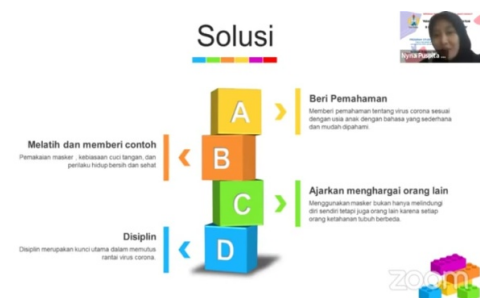 Solusi
A
Beri Pemahaman
Memberi pemahaman tentang virus corona sesuai
dengan usia anak dengan bahasa yang sederhana
dan mudah dipahami.
Melatih dan memberi contoh
Pemakaian masker , kebiasaan cuci tangan, dan
perilaku hidup bersih dan sehat
B
C
Ajarkan menghargai orang lain
Menggunakan masker bukan hanya melindungi
diri sendiri tetapi juga orang lain karena setiap
orang ketahanan tubuh berbeda.
Disiplin
Disiplin merupakan kunci utama dalam memutus
rantai virus corona.
D
zoom